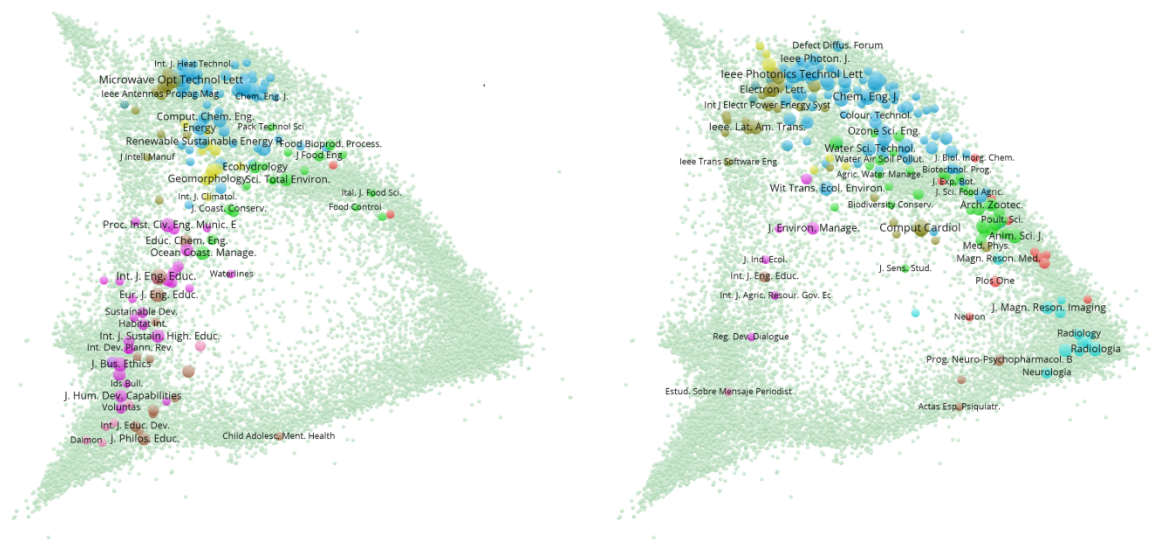 Int. J. Heat Technol.
Microwave Opt Technol Lett
Ieee Antennas Propag Mag
Chem. Eng. J.
Comput. Chem. Eng.
Energy
Pack Technol Sci
Renewable Sustainable Energy R
Food Bioprod. Process.
J Intell Manuf
J Food Eng
Ecohydrology
Geomorphology
Sci. Total Environ.
Int. J. Climatol.
Ital. J. Food Sci.
J. Coast. Conserv.
Food Control
Proc. Inst. Civ. Eng. Munic. E
Educ. Chem. Eng.
Ocean Coast. Manage.
Int. J. Eng. Educ.
Waterlines
Eur. J. Eng. Educ.
Sustainable Dev.
Habitat Int.
Int. J. Sustain. High. Educ.
Int. Dev. Plann. Rev.
J. Bus. Ethics
Ids Bull.
J. Hum. Dev. Capabilities
Voluntas
Int. J. Educ. Dev.
Daimon
J. Philos. Educ.
Child Adolesc. Ment. Health
Defect Diffus. Forum
Ieee Photon. J.
Ieee Photonics Technol Lett
Electron. Lett.
Chem. Eng. J.
Int J Electr Power Energy Syst
Colour. Technol.
Ieee. Lat. Am. Trans.
Ozone Sci. Eng.
Water Sci. Technol.
Ieee Trans Software Eng
Water Air Soil Pollut.
J. Biol. Inorg. Chem.
Biotechnol. Prog.
Agric. Water Manage.
J. Exp. Bot.
Wit Trans. Ecol. Environ.
J. Sci. Food Agric.
Biodiversity Conserv.
Arch. Zootec.
Poult. Sci.
J. Environ. Manage.
Comput Cardiol
Anim. Sci. J.
Med. Phys.
J. Ind. Ecol.
Magn. Reson. Med.
J. Sens. Stud.
Int. J. Eng. Educ.
Plos One
Int. J. Agric. Resour. Gov. Ec
J. Magn. Reson. Imaging
Neuron
Reg. Dev. Dialogue
Radiology
Radiologia
Prog. Neuro-Psychopharmacol. B
Neurologia
Estud. Sobre Mensaje Periodist
Actas Esp. Psiquiatr.